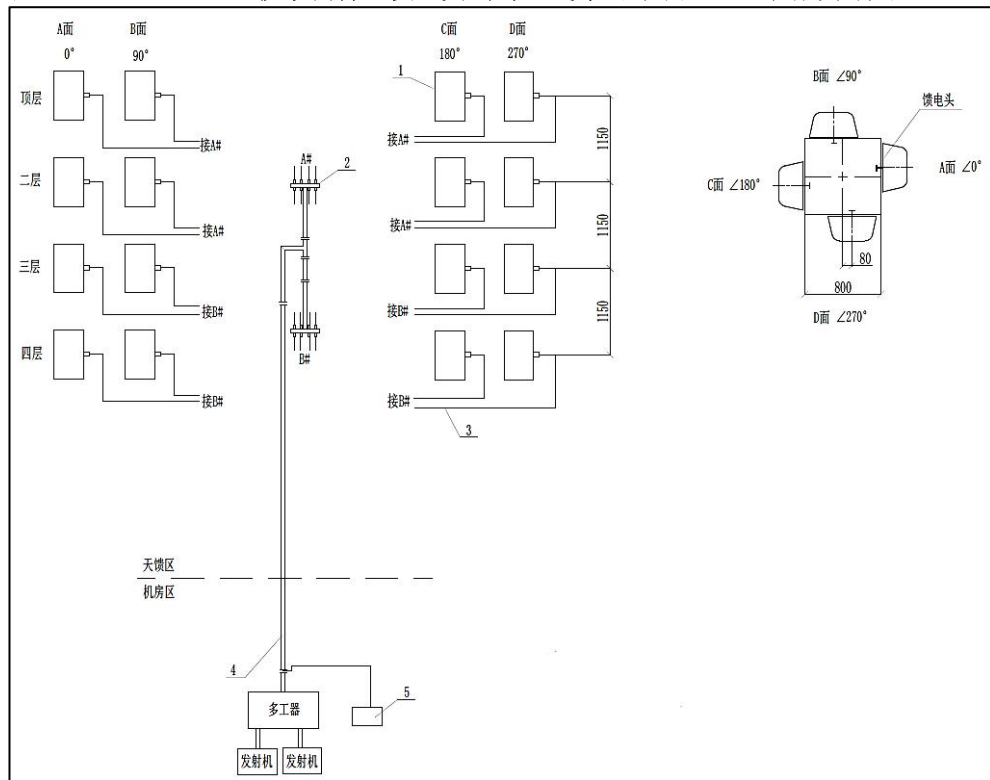 A面 B面 C面 D面
0° 90° 180° 270°
1
顶层
接A#
接A#
1150
二层
A#
2
接A#
接A#
1150
三层
接B#
接B#
1150
四层
B#
接B#
接B#
3
B面 ∠90°
馈电头
C面 ∠180°
A面 ∠0°
80
800
D面 ∠270°
天馈区
机房区
4
5
多工器
发射机 发射机